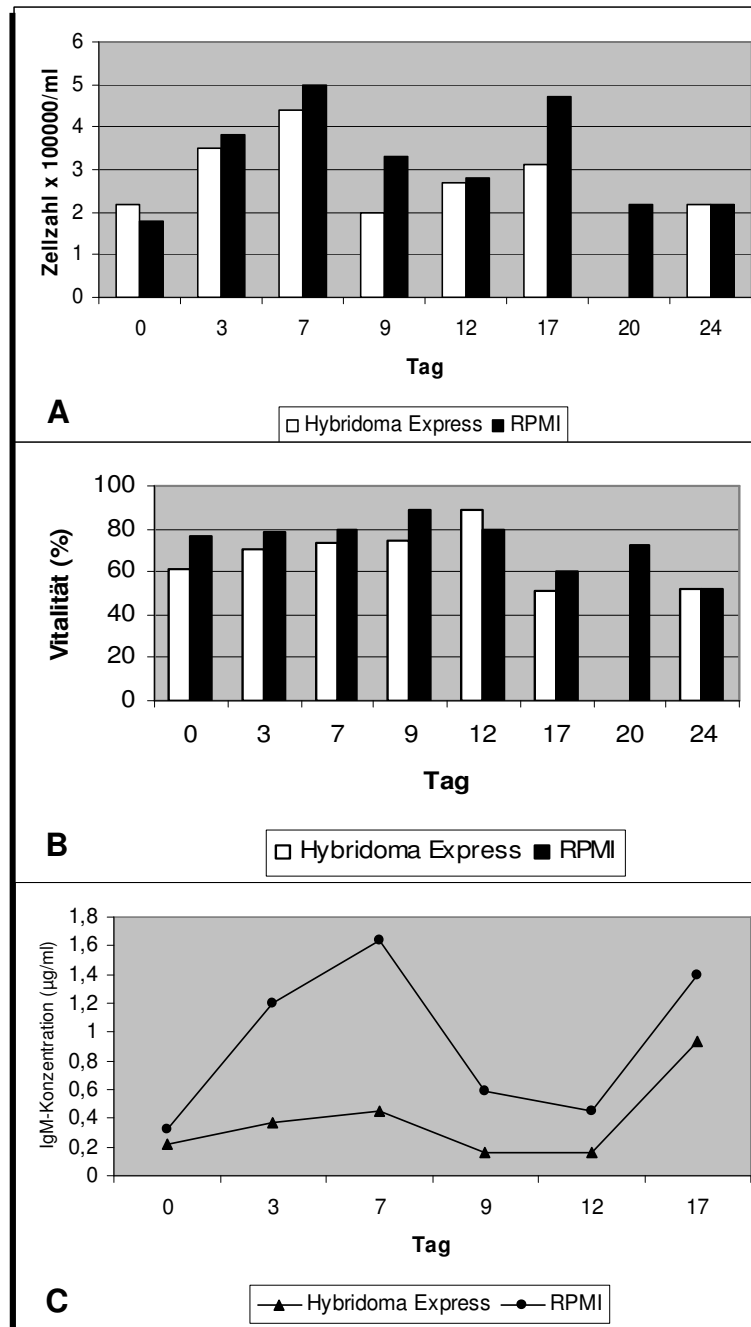 6
5
4
3
2
1
0
Zellzahl x 100000/ml
0 3 7 9 12 17 20 24
Tag
A
Hybridoma Express RPMI
100
80
60
40
20
0
Vitalität (%)
0 3 7 9 12 17 20 24
Tag
B
Hybridoma Express RPMI
1,8
1,6
1,4
1,2
1
0,8
0,6
0,4
0,2
0
IgM-Konzentration (µg/ml)
0 3 7 9 12 17
Tag
C
Hybridoma Express RPMI